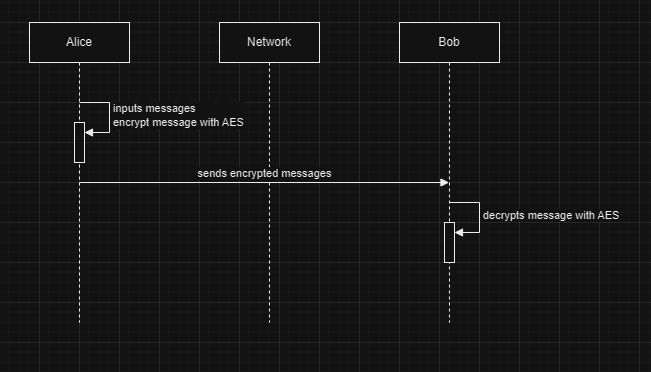 Alice
Network
Bob
inputs messages
encrypt message with AES
sends encrypted messages
decrypts message with AES